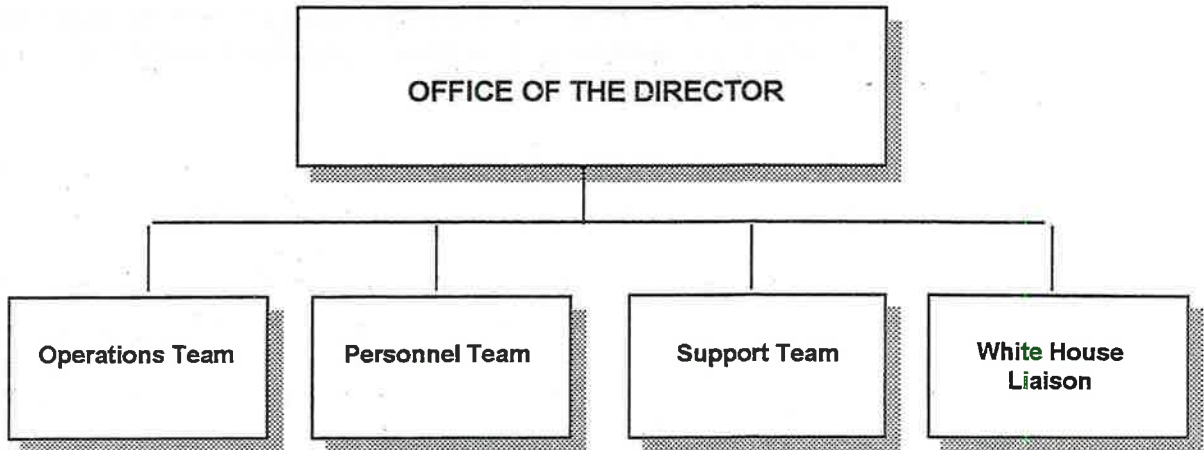 OFFICE OF THE DIRECTOR
Operations Team
Personnel Team
Support Team
White House
Liaison